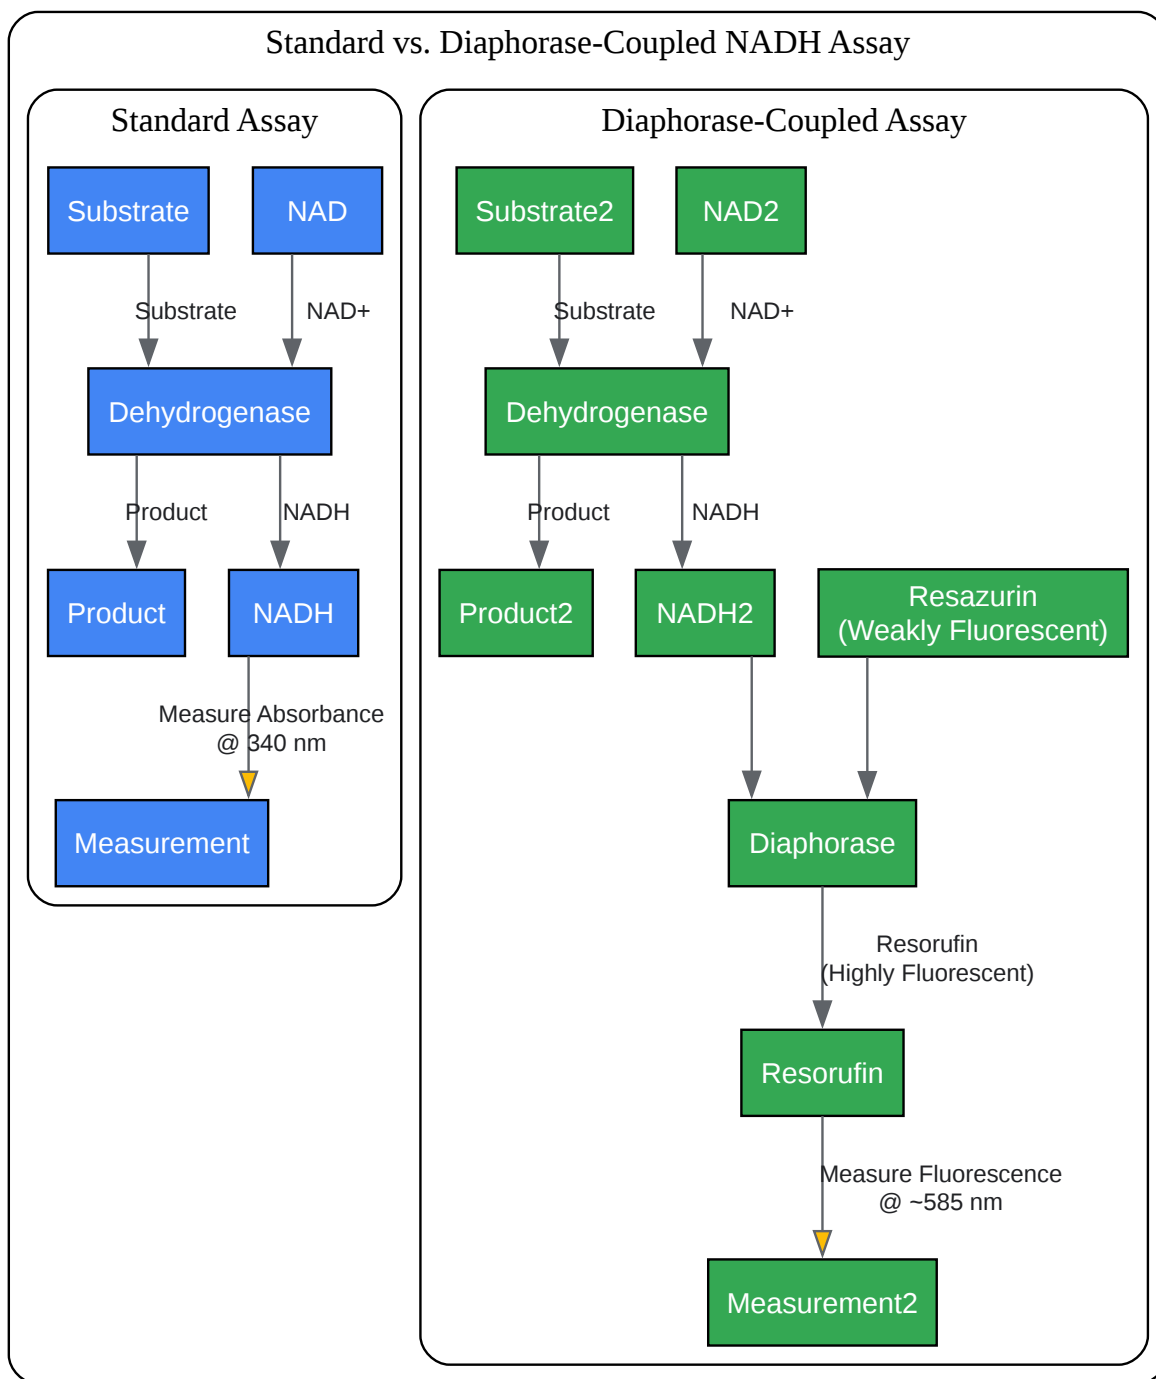 Standard vs. Diaphorase-Coupled NADH Assay
Standard Assay
Substrate
NAD
Substrate
NAD+
Dehydrogenase
Product
NADH
Product
NADH
Measure Absorbance
@ 340 nm
Measurement
Diaphorase-Coupled Assay
Substrate2
NAD2
Substrate
NAD+
Dehydrogenase
Product
NADH
Product2
NADH2
Resazurin
(Weakly Fluorescent)
Diaphorase
Resorufin
(Highly Fluorescent)
Resorufin
Measure Fluorescence
@ ~585 nm
Measurement2